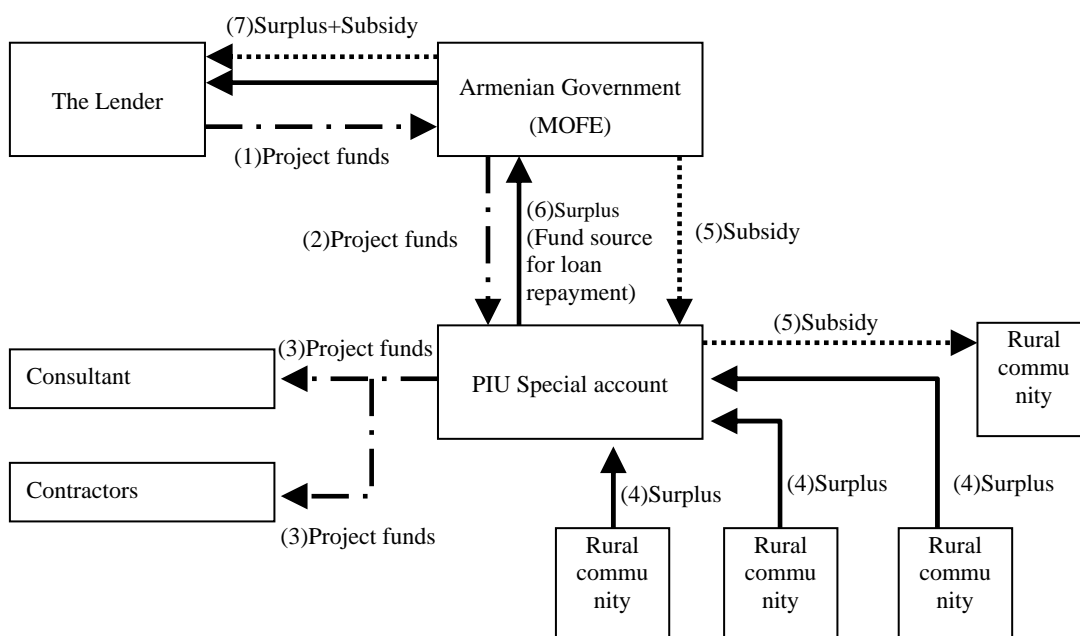 (7)Surplus+Subsidy
The Lender
Armenian Government
(MOFE)
(1)Project funds
(2)Project funds
(6)Surplus
(Fund source
for loan
repayment)
(5)Subsidy
(5)Subsidy
(3)Project funds
Consultant
PIU Special account
Rural
commu
nity
Contractors
(3)Project funds
(4)Surplus
(4)Surplus
(4)Surplus
Rural
commu
nity
Rural
commu
nity
Rural
commu
nity